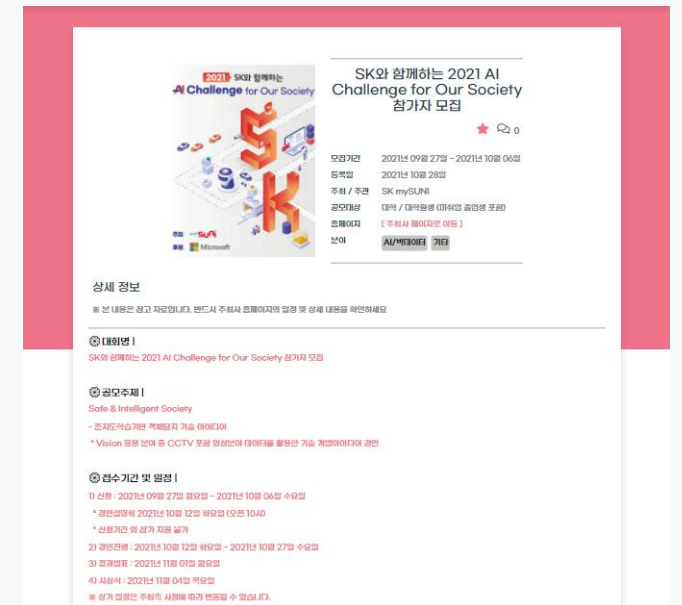 2021 SK와 함께하는
AI Challenge for Our Society
SK
주최 mySUNI
후원 Microsoft
SK와 함께하는 2021 AI
Challenge for Our Society
참가자 모집
0
모집기간 2021년 09월 27일 - 2021년 10월 06일
등록일 2021년 10월 28일
주최 / 주관 SK mySUNI
공모대상 대학 / 대학원생 (미취업 졸업생 포함)
홈페이지 [ 주최사 페이지로 이동 ]
분야 AI/빅데이터 기타
상세 정보
※ 본 내용은 참고 자료입니다. 반드시 주최사 홈페이지의 일정 및 상세 내용을 확인하세요
대회명 |
SK와 함께하는 2021 AI Challenge for Our Society 참가자 모집
공모주제 |
Safe & Intelligent Society
- 준지도학습기반 객체탐지 기술 아이디어
* Vision 응용 분야 중 CCTV 포함 영상분야 데이터를 활용한 기술 개발아이디어 경연
접수기간 및 일정 |
1) 신청 : 2021년 09월 27일 월요일 - 2021년 10월 06일 수요일
* 경연설명회 2021년 10월 12일 화요일 (오전 10시)
* 신청기간 외 참가 지원 불가
2) 경연진행 : 2021년 10월 12일 화요일 - 2021년 10월 27일 수요일
3) 결과발표 : 2021년 11월 01일 월요일
4) 시상식 : 2021년 11월 04일 목요일
※ 상기 일정은 주최측 사정에 따라 변동될 수 있습니다.